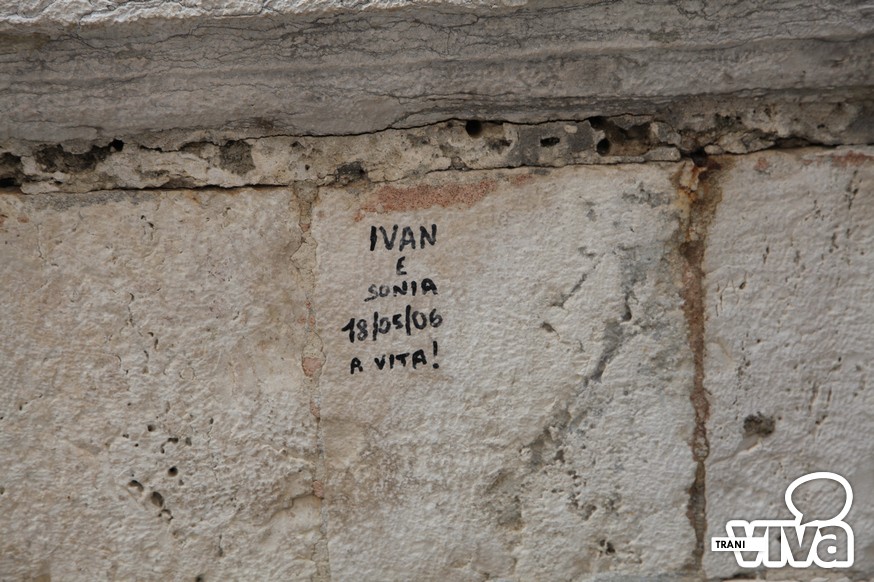 IVAN
E
SONIA
18/05/06
A VITA!
TRANI
viva